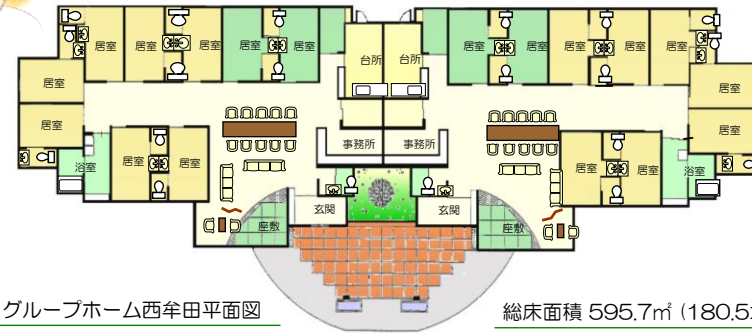 居室 居室 居室 居室 居室 台所 台所 居室 居室 居室 居室 居室
居室 居室
居室 居室
事務所 事務所
浴室 居室 居室 居室 居室 浴室
玄関 玄関
座敷 座敷
グループホーム西牟田平面図 総床面積 595.7㎡ (180.5